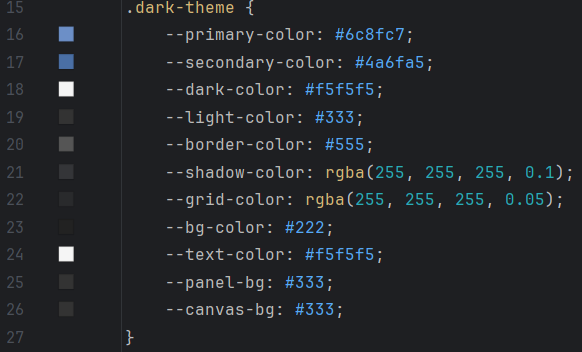 15 .dark-theme {
16 --primary-color: #6c8fc7;
17 --secondary-color: #4a6fa5;
18 --dark-color: #f5f5f5;
19 --light-color: #333;
20 --border-color: #555;
21 --shadow-color: rgba(255, 255, 255, 0.1);
22 --grid-color: rgba(255, 255, 255, 0.05);
23 --bg-color: #222;
24 --text-color: #f5f5f5;
25 --panel-bg: #333;
26 --canvas-bg: #333;
27 }